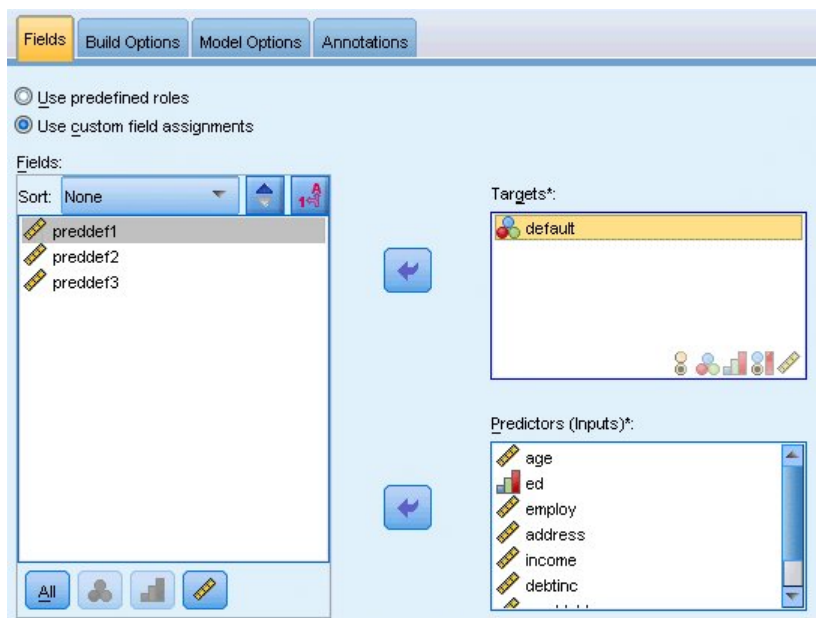 Fields Build Options Model Options Annotations
Use predefined roles
Use custom field assignments
Fields:
Sort: None
preddef1
preddef2
preddef3
All
Targets*:
default
Predictors (Inputs)*:
age
ed
employ
address
income
debtinc